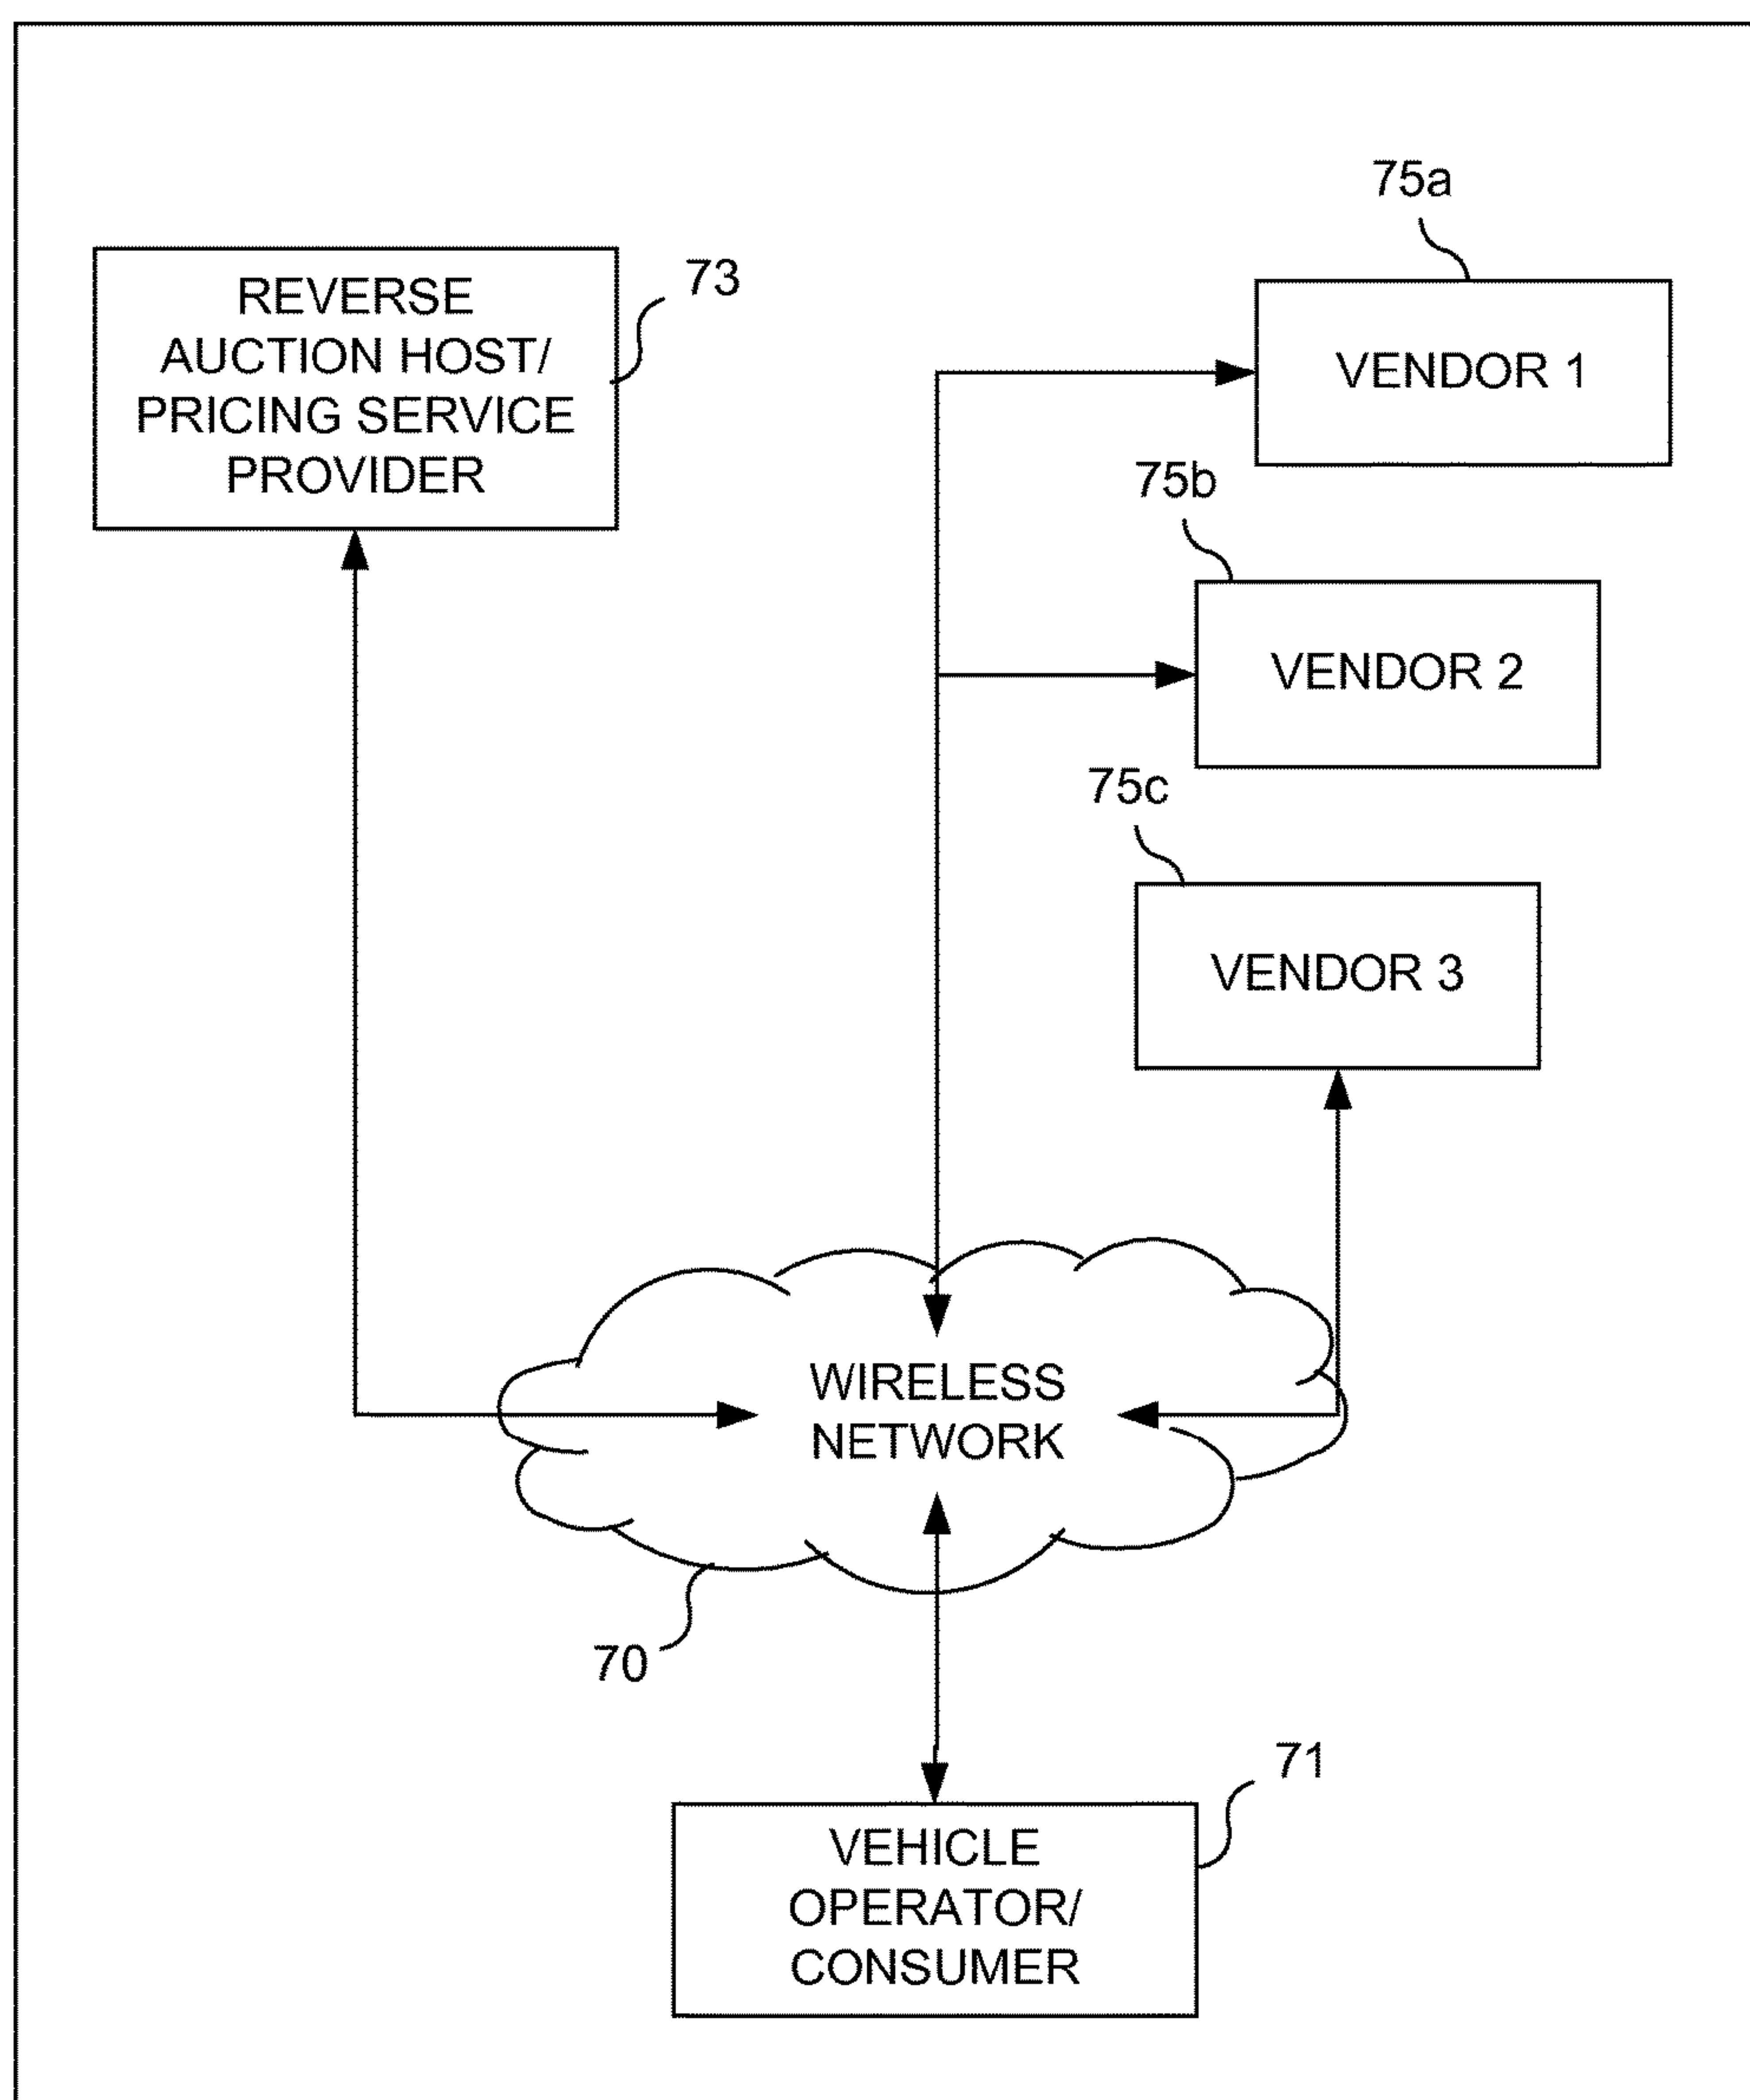 75a
REVERSE
AUCTION HOST/
PRICING SERVICE
PROVIDER
73
VENDOR 1
75b
VENDOR 2
75c
VENDOR 3
WIRELESS
NETWORK
70
71
VEHICLE
OPERATOR/
CONSUMER